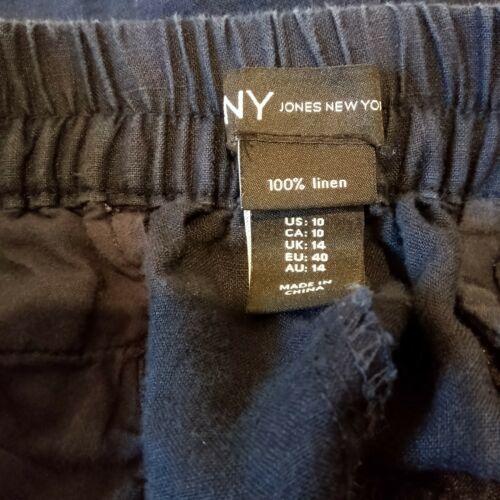 NY JONES NEW YO
100% linen
US: 10
CA: 10
UK: 14
EU: 40
AU: 14
MADE IN
CHINA